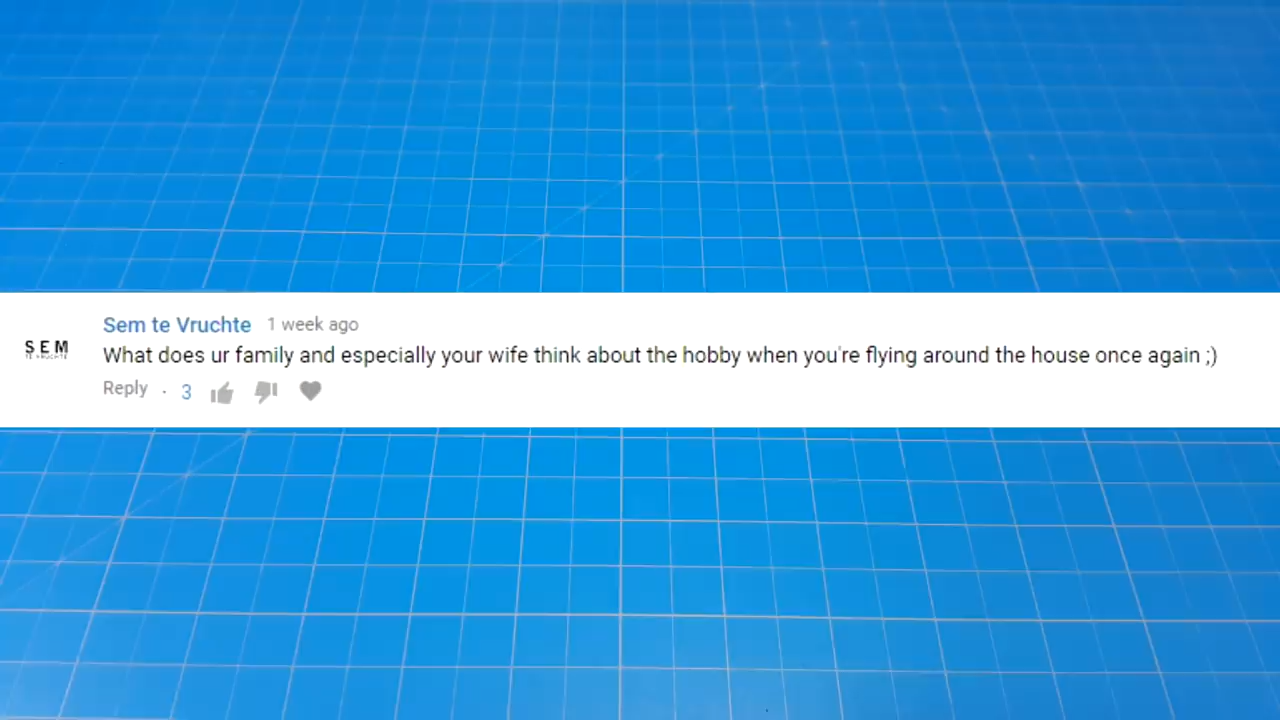 SEM
Sem te Vruchte 1 week ago
What does ur family and especially your wife think about the hobby when you're flying around the house once again ;)
Reply · 3